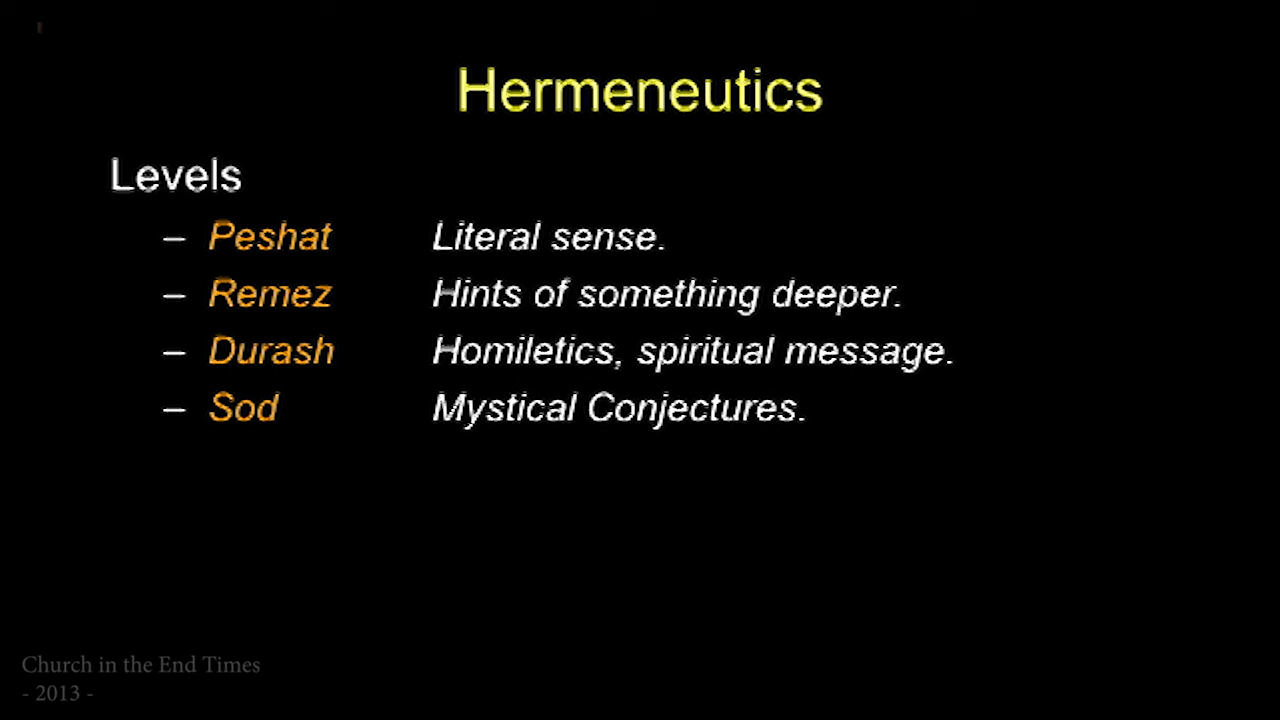 Hermeneutics
Levels
– Peshat Literal sense.
– Remez Hints of something deeper.
– Durash Homiletics, spiritual message.
– Sod Mystical Conjectures.
Church in the End Times
- 2013 -